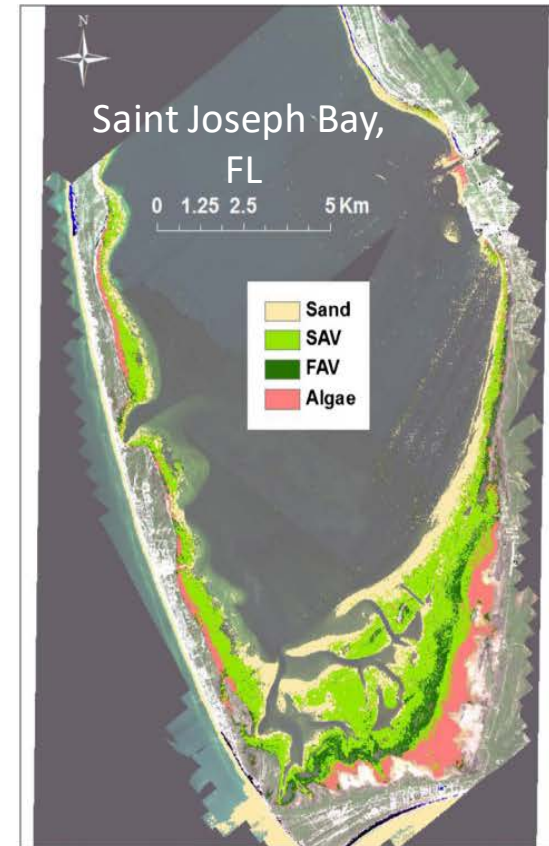 N
Saint Joseph Bay,
FL
0 1.25 2.5 5 Km
Sand
SAV
FAV
Algae